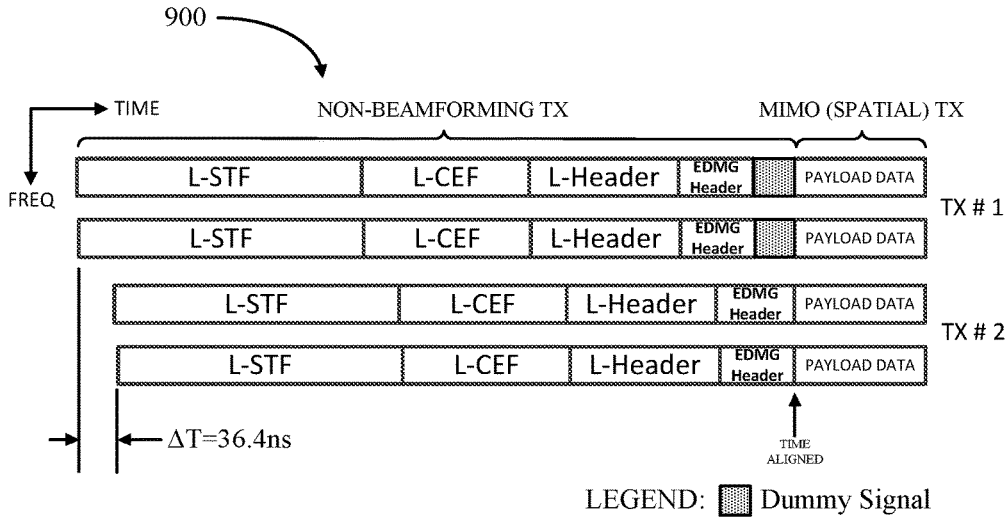 900
TIME
NON-BEAMFORMING TX
MIMO (SPATIAL) TX
FREQ
L-STF L-CEF L-Header EDMG Header PAYLOAD DATA
TX # 1
L-STF L-CEF L-Header EDMG Header PAYLOAD DATA
L-STF L-CEF L-Header EDMG Header PAYLOAD DATA
TX # 2
L-STF L-CEF L-Header EDMG Header PAYLOAD DATA
ΔT=36.4ns
TIME
ALIGNED
LEGEND: Dummy Signal